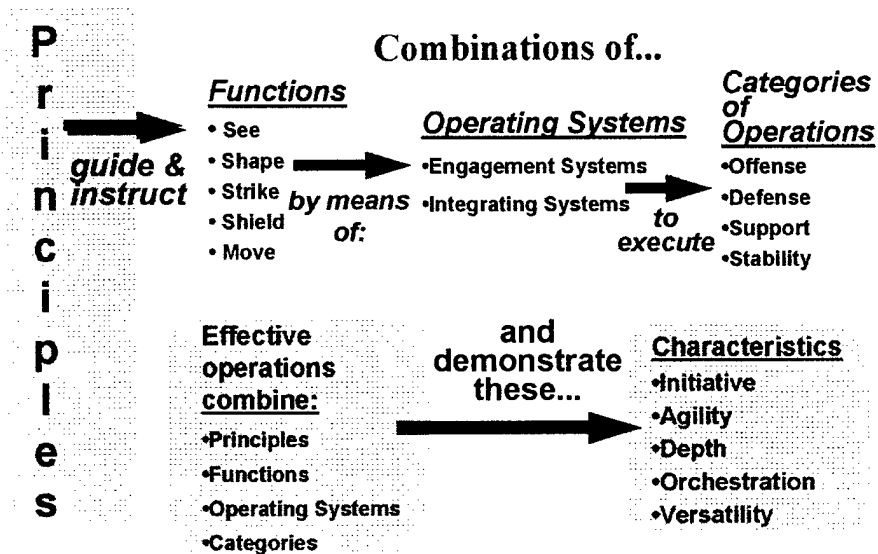 Principles
Combinations of...
guide &
instruct
Functions
• See
• Shape
• Strike
• Shield
• Move
by means
of:
Operating Systems
•Engagement Systems
•Integrating Systems
to
execute
Categories
of
Operations
•Offense
•Defense
•Support
•Stability
Effective
operations
combine:
•Principles
•Functions
•Operating Systems
•Categories
and
demonstrate
these...
Characteristics
•Initiative
•Agility
•Depth
•Orchestration
•Versatility